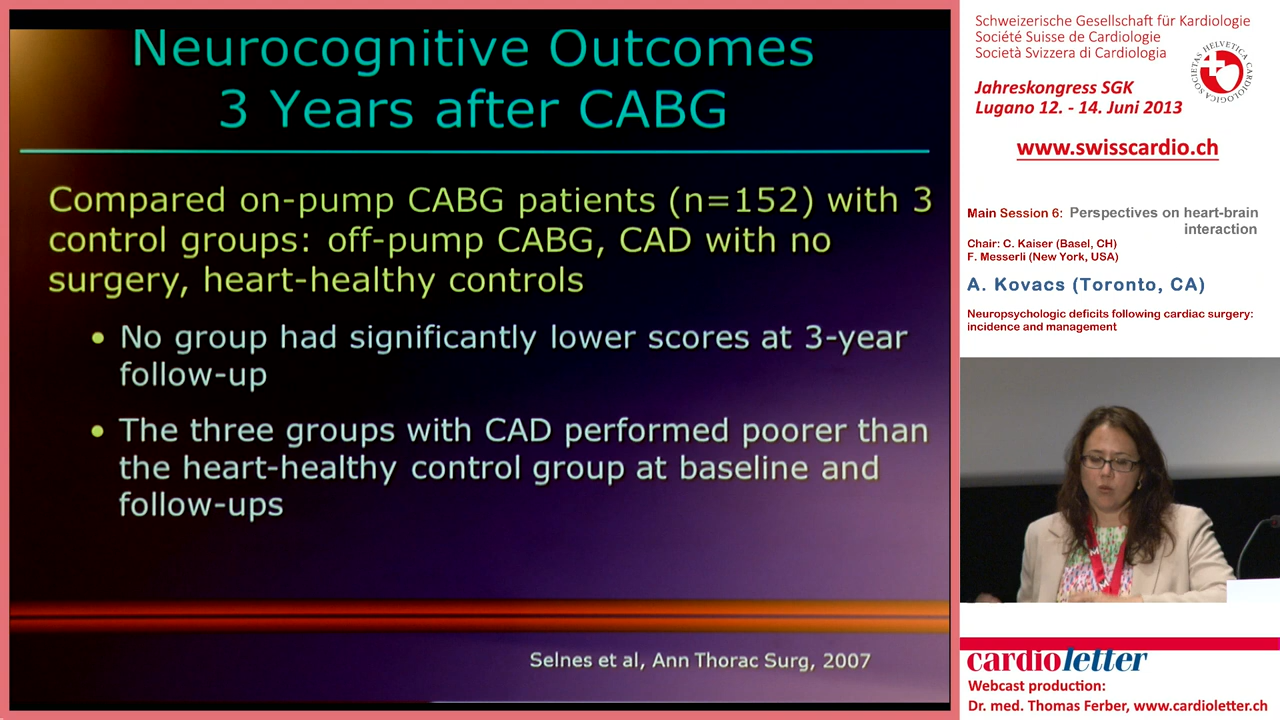 Neurocognitive Outcomes
3 Years after CABG
Compared on-pump CABG patients (n=152) with 3
control groups: off-pump CABG, CAD with no
surgery, heart-healthy controls
• No group had significantly lower scores at 3-year
follow-up
• The three groups with CAD performed poorer than
the heart-healthy control group at baseline and
follow-ups
Selnes et al, Ann Thorac Surg, 2007
Schweizerische Gesellschaft für Kardiologie
Société Suisse de Cardiologie
Società Svizzera di Cardiologia
SOCIETAS HELVETICA CARDIOLOGICA
Jahreskongress SGK
Lugano 12. - 14. Juni 2013
www.swisscardio.ch
Main Session 6: Perspectives on heart-brain
interaction
Chair: C. Kaiser (Basel, CH)
F. Messerli (New York, USA)
A. Kovacs (Toronto, CA)
Neuropsychologic deficits following cardiac surgery:
incidence and management
cardioletter
Webcast production:
Dr. med. Thomas Ferber, www.cardioletter.ch